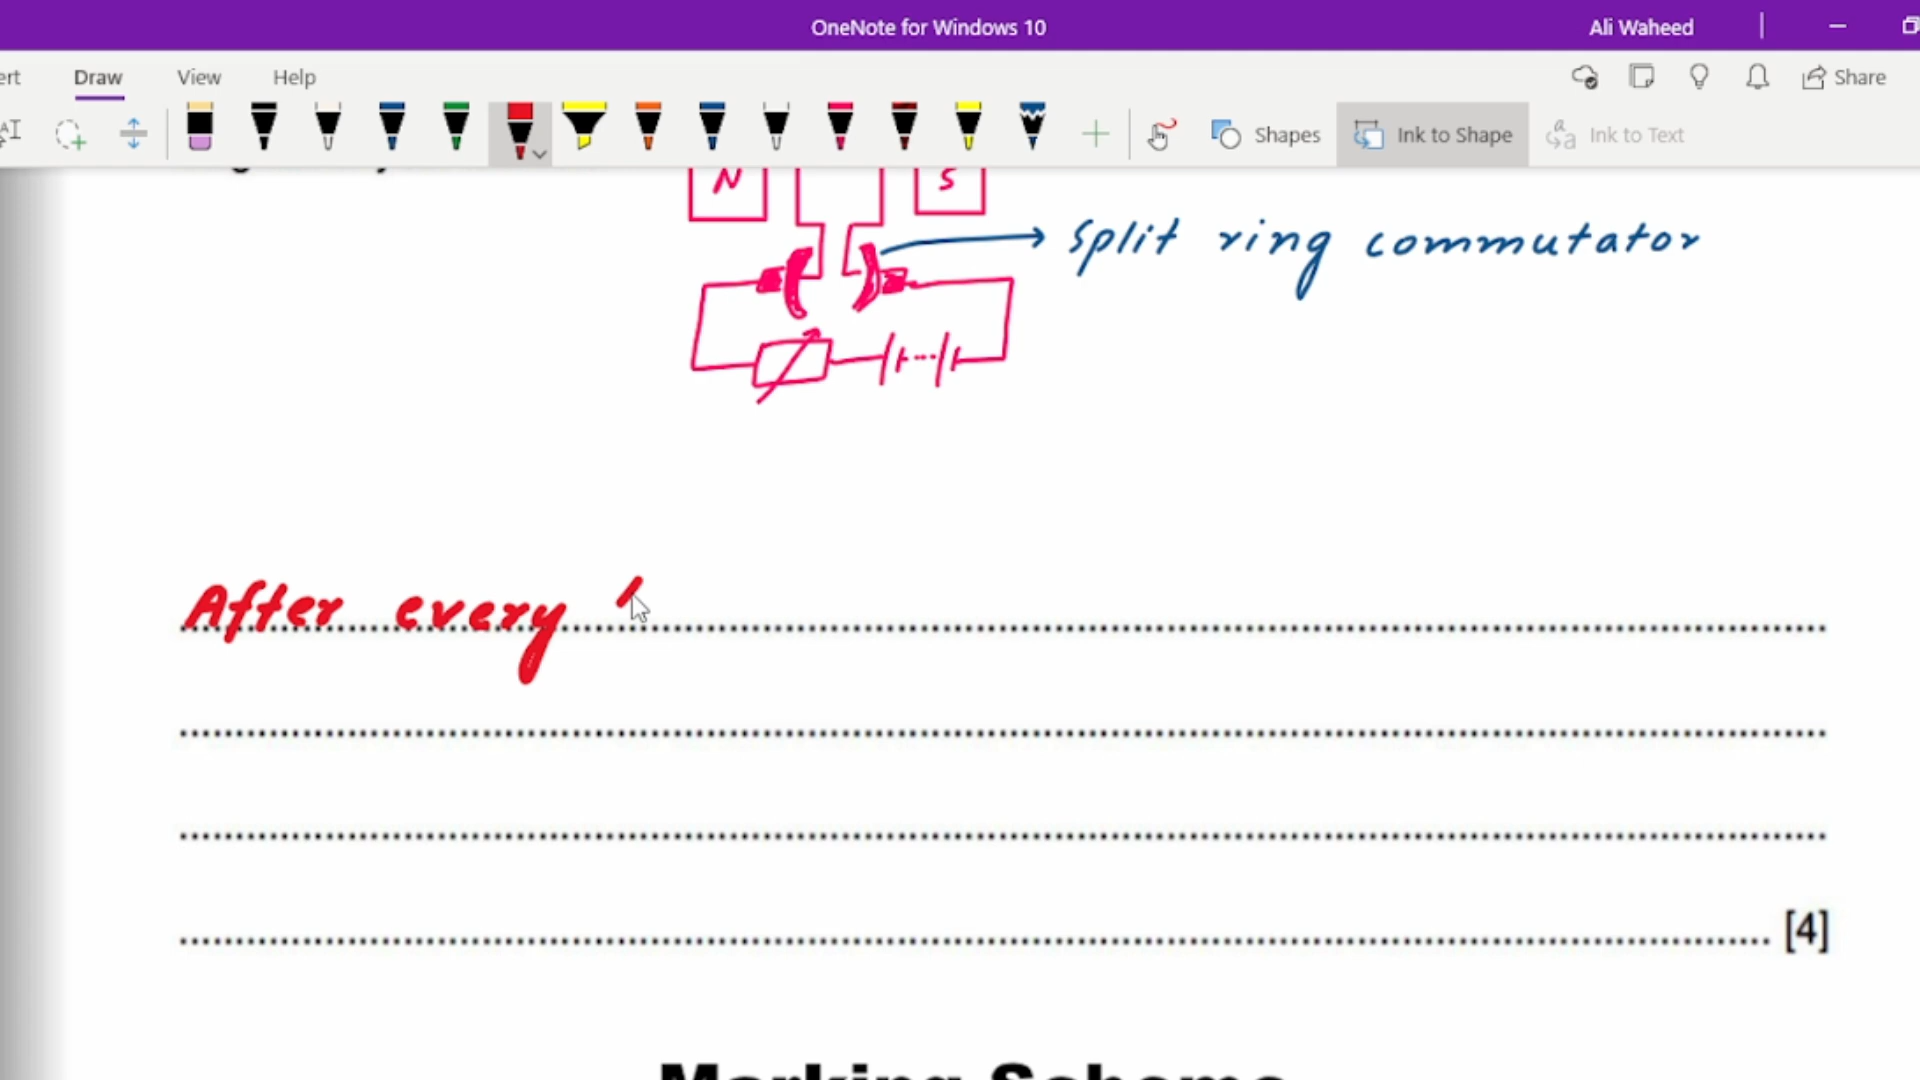 OneNote for Windows 10
Ali Waheed
Draw View Help
Share
Shapes Ink to Shape Ink to Text
N S
split ring commutator
After every
[4]